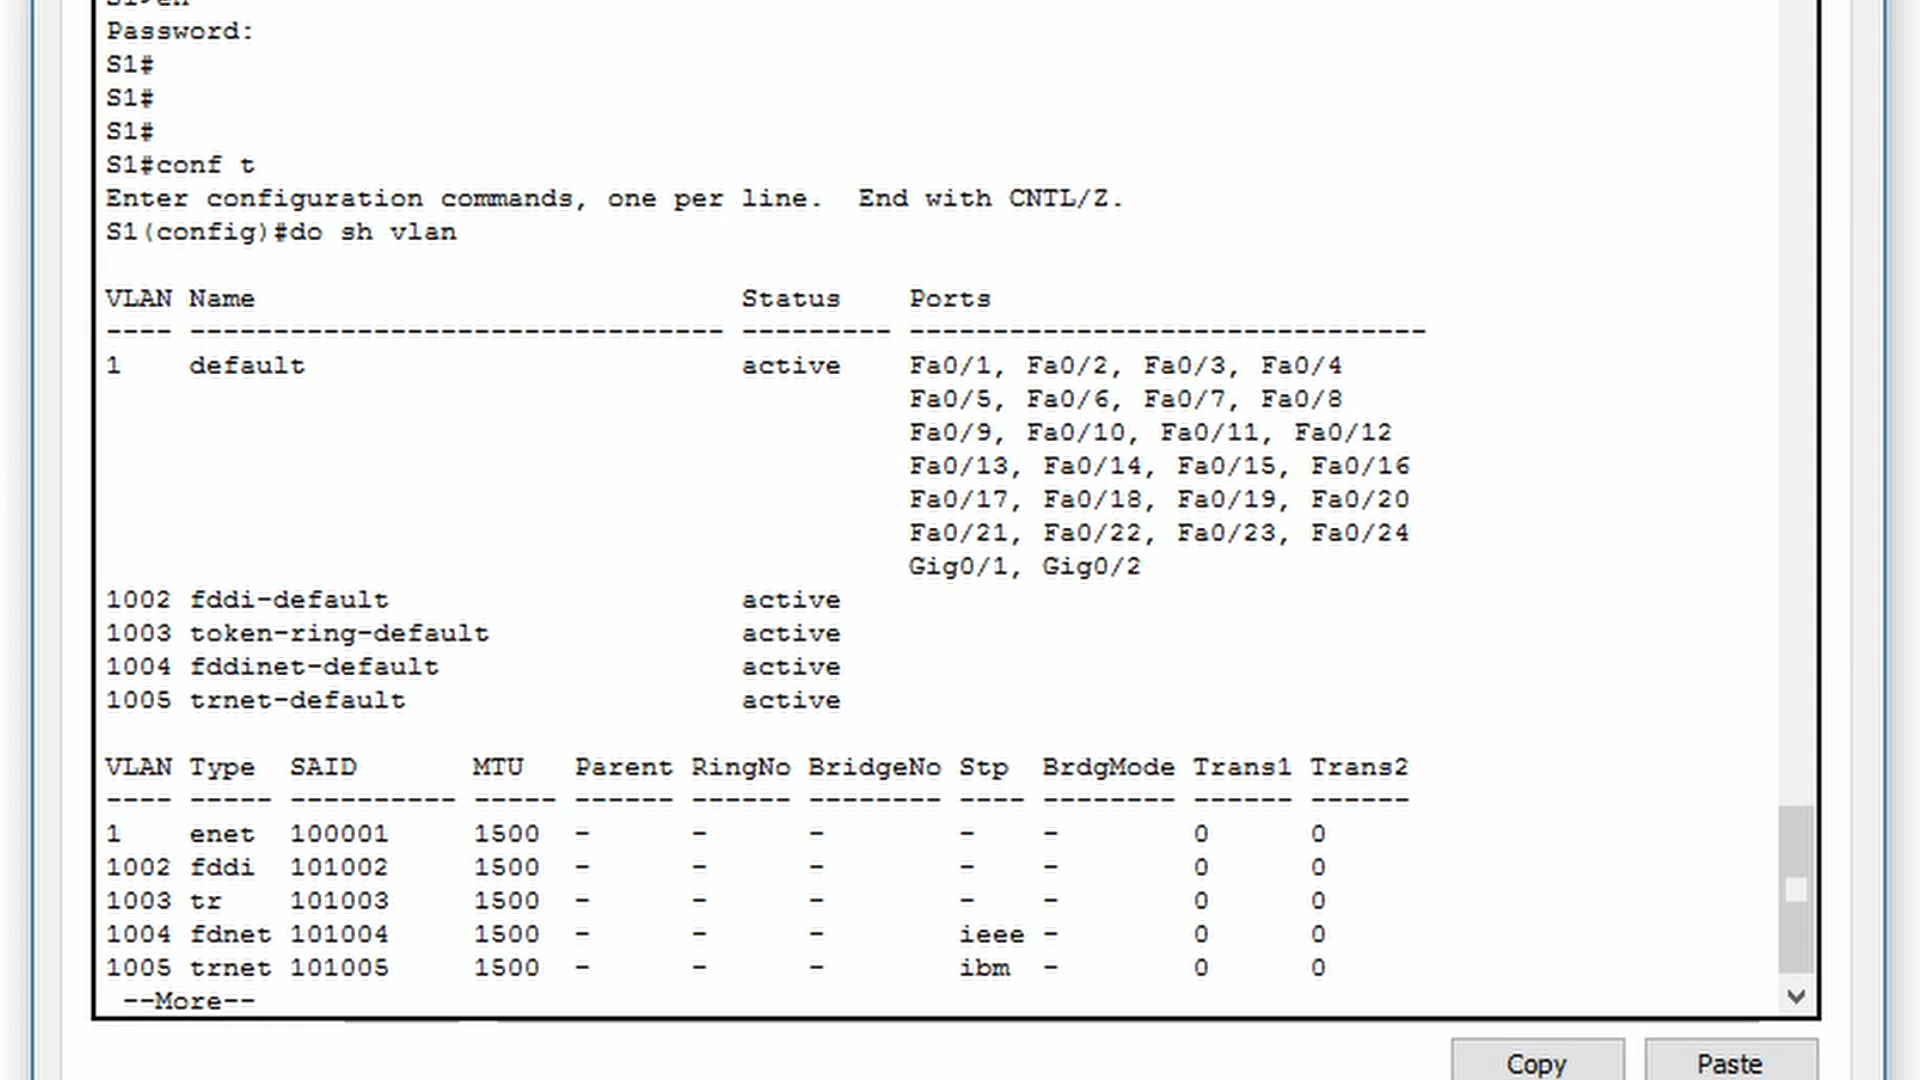 S1>en
Password:
S1#
S1#
S1#
S1#conf t
Enter configuration commands, one per line.  End with CNTL/Z.
S1(config)#do sh vlan
VLAN Name                             Status    Ports
---- -------------------------------- --------- -------------------------------
1    default                          active    Fa0/1, Fa0/2, Fa0/3, Fa0/4
                                                Fa0/5, Fa0/6, Fa0/7, Fa0/8
                                                Fa0/9, Fa0/10, Fa0/11, Fa0/12
                                                Fa0/13, Fa0/14, Fa0/15, Fa0/16
                                                Fa0/17, Fa0/18, Fa0/19, Fa0/20
                                                Fa0/21, Fa0/22, Fa0/23, Fa0/24
                                                Gig0/1, Gig0/2
1002 fddi-default                     active
1003 token-ring-default               active
1004 fddinet-default                  active
1005 trnet-default                    active
VLAN Type  SAID       MTU   Parent RingNo BridgeNo Stp  BrdgMode Trans1 Trans2
---- ----- ---------- ----- ------ ------ -------- ---- -------- ------ ------
1    enet  100001     1500  -      -      -        -    -        0      0
1002 fddi  101002     1500  -      -      -        -    -        0      0
1003 tr    101003     1500  -      -      -        -    -        0      0
1004 fdnet 101004     1500  -      -      -        ieee -        0      0
1005 trnet 101005     1500  -      -      -        ibm  -        0      0
 --More--
Copy Paste